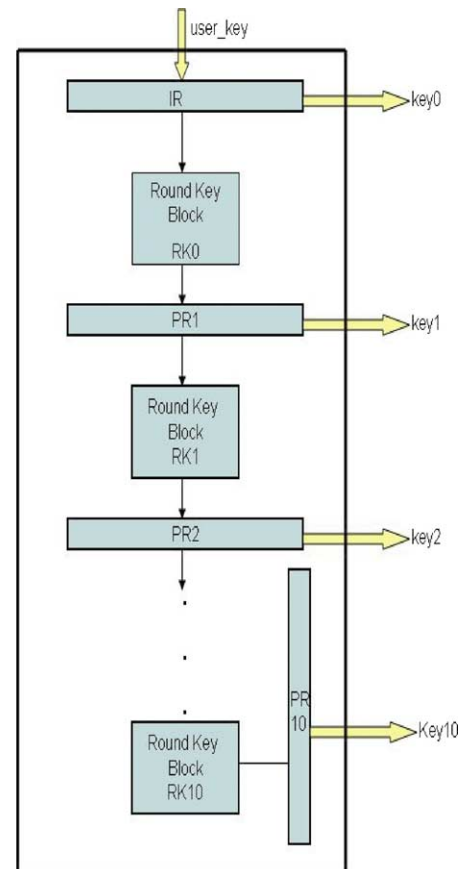 user_key
IR
key0
Round Key
Block
RK0
PR1
key1
Round Key
Block
RK1
PR2
key2
PR
10
Key10
Round Key
Block
RK10